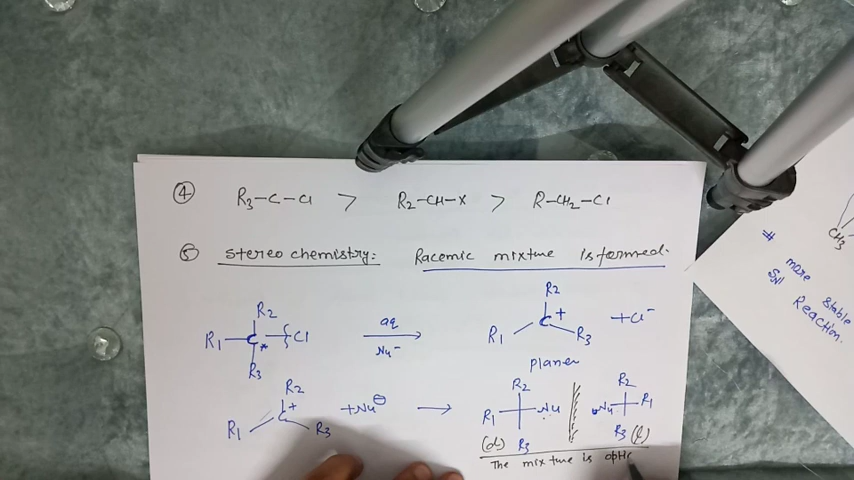 ④ R3-C-Cl > R2-CH-X > R-CH2-Cl
⑤ stereo chemistry: Racemic mixture is formed.
R2
R1 C* Cl
R3
aq
Nu-
R2
R1 C+ R3 + Cl-
planer
R2
R1 C+ R3 + Nu⊖
R2
R1 Nu
(d) R3
R2
Nu R1
R3 (l)
The mixture is optic
CH3
# more stable
SN1 Reaction.